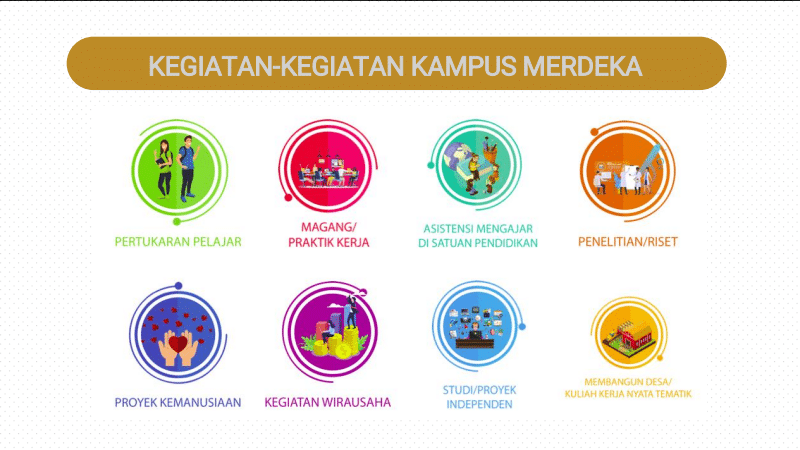 KEGIATAN-KEGIATAN KAMPUS MERDEKA
PERTUKARAN PELAJAR
MAGANG/
PRAKTIK KERJA
ASISTENSI MENGAJAR
DI SATUAN PENDIDIKAN
PENELITIAN/RISET
PROYEK KEMANUSIAAN
KEGIATAN WIRAUSAHA
STUDI/PROYEK
INDEPENDEN
MEMBANGUN DESA/
KULIAH KERJA NYATA TEMATIK